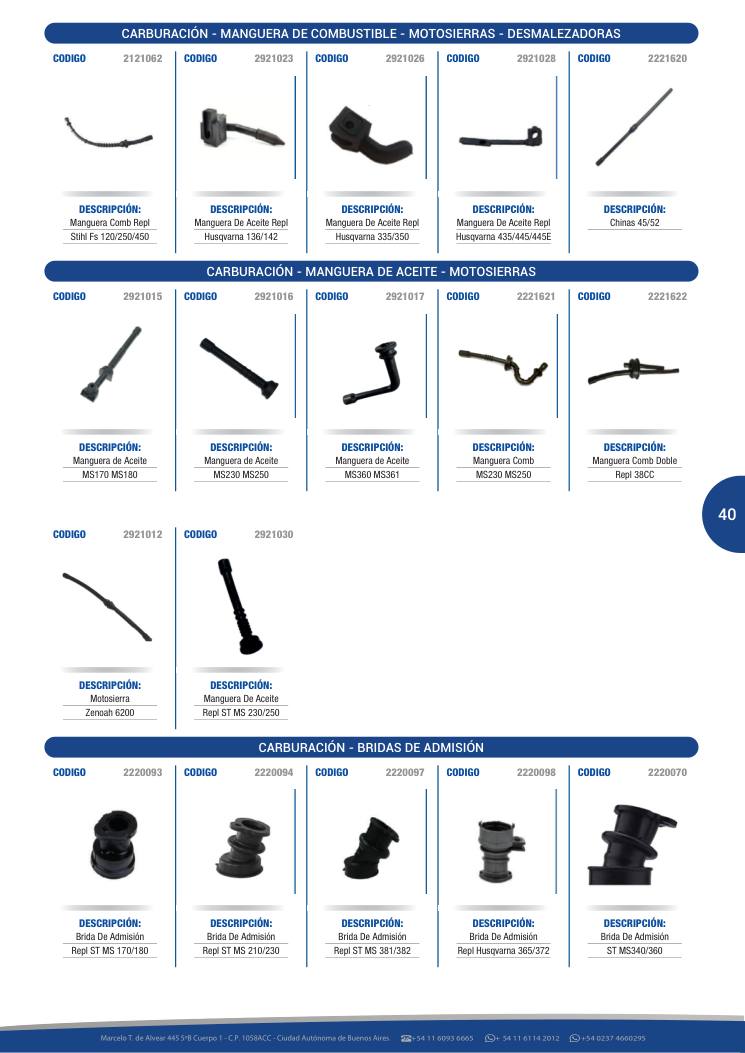 CARBURACIÓN - MANGUERA DE COMBUSTIBLE - MOTOSIERRAS - DESMALEZADORAS
CODIGO 2121062
DESCRIPCIÓN:
Manguera Comb Repl
Stihl Fs 120/250/450
CODIGO 2921023
DESCRIPCIÓN:
Manguera De Aceite Repl
Husqvarna 136/142
CODIGO 2921026
DESCRIPCIÓN:
Manguera De Aceite Repl
Husqvarna 335/350
CODIGO 2921028
DESCRIPCIÓN:
Manguera De Aceite Repl
Husqvarna 435/445/445E
CODIGO 2221620
DESCRIPCIÓN:
Chinas 45/52
CARBURACIÓN - MANGUERA DE ACEITE - MOTOSIERRAS
CODIGO 2921015
DESCRIPCIÓN:
Manguera de Aceite
MS170 MS180
CODIGO 2921016
DESCRIPCIÓN:
Manguera de Aceite
MS230 MS250
CODIGO 2921017
DESCRIPCIÓN:
Manguera de Aceite
MS360 MS361
CODIGO 2221621
DESCRIPCIÓN:
Manguera Comb
MS230 MS250
CODIGO 2221622
DESCRIPCIÓN:
Manguera Comb Doble
Repl 38CC
40
CODIGO 2921012
DESCRIPCIÓN:
Motosierra
Zenoah 6200
CODIGO 2921030
DESCRIPCIÓN:
Manguera De Aceite
Repl ST MS 230/250
CARBURACIÓN - BRIDAS DE ADMISIÓN
CODIGO 2220093
DESCRIPCIÓN:
Brida De Admisión
Repl ST MS 170/180
CODIGO 2220094
DESCRIPCIÓN:
Brida De Admisión
Repl ST MS 210/230
CODIGO 2220097
DESCRIPCIÓN:
Brida De Admisión
Repl ST MS 381/382
CODIGO 2220098
DESCRIPCIÓN:
Brida De Admisión
Repl Husqvarna 365/372
CODIGO 2220070
DESCRIPCIÓN:
Brida De Admisión
ST MS340/360
Marcelo T. de Alvear 445 5ºB Cuerpo 1 - C.P. 1058ACC - Ciudad Autónoma de Buenos Aires. +54 11 6093 6665 + 54 11 6114 2012 +54 0237 4660295